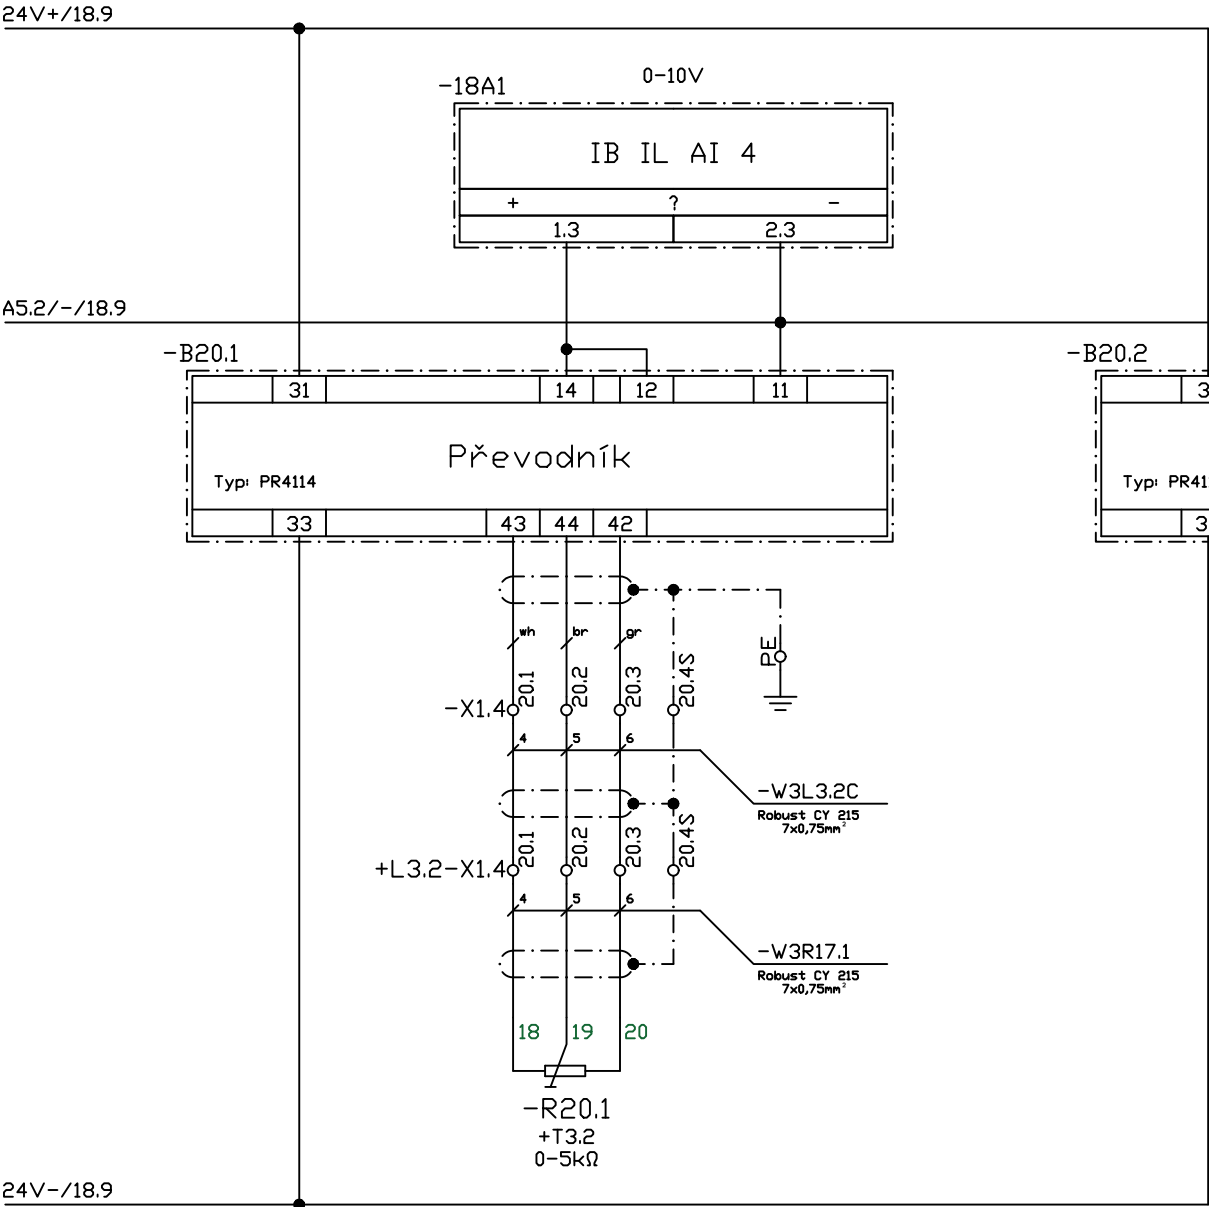 24V+/18.9
-18A1
0-10V
IB IL AI 4
+ ? -
1.3 2.3
A5.2/-/18.9
-B20.1
-B20.2
31 14 12 11
3
Převodník
Typ: PR4114
Typ: PR41
33 43 44 42
3
wh br gr
PE
20.1 20.2 20.3 20.4S
-X1.4
4 5 6
-W3L3.2C
Robust CY 215
7x0,75mm²
20.1 20.2 20.3 20.4S
+L3.2-X1.4
4 5 6
-W3R17.1
Robust CY 215
7x0,75mm²
18 19 20
-R20.1
+T3.2
0-5kΩ
24V-/18.9